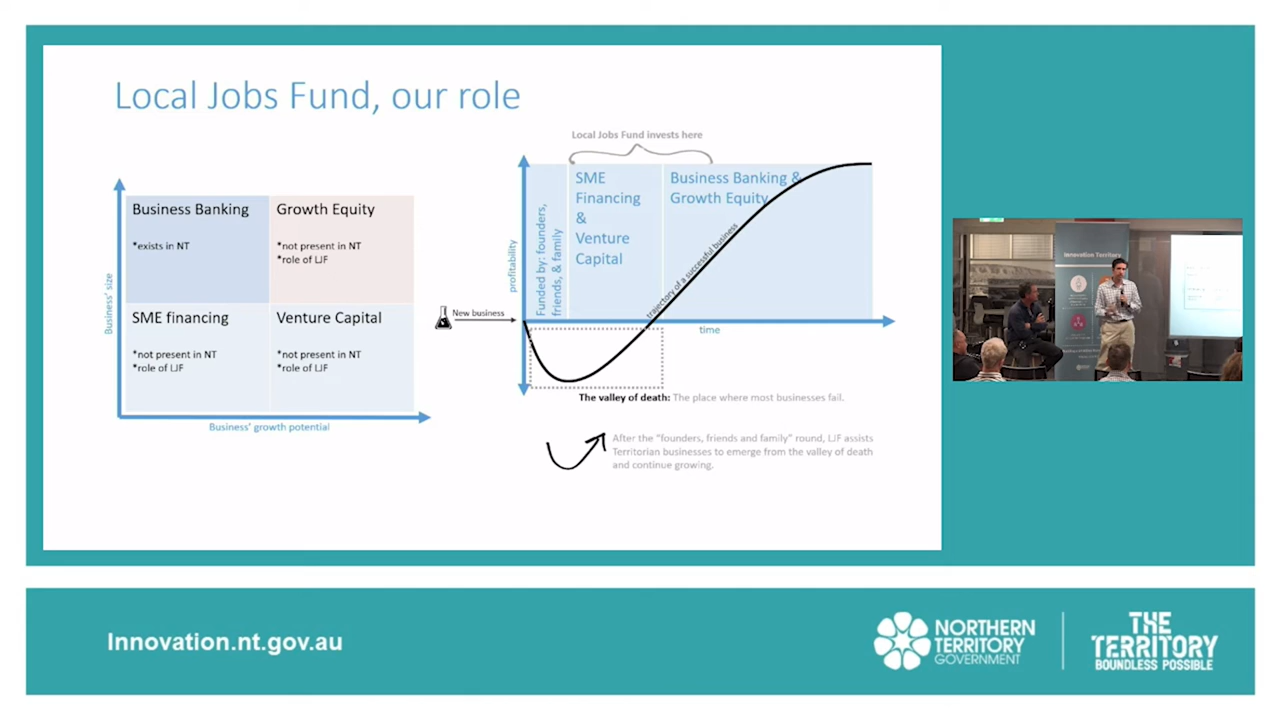 Local Jobs Fund, our role
Business' size
Business Banking
*exists in NT
Growth Equity
*not present in NT
*role of LJF
SME financing
*not present in NT
*role of LJF
Venture Capital
*not present in NT
*role of LJF
Business' growth potential
Local Jobs Fund invests here
profitability
Funded by: founders,
friends, & family
SME
Financing
&
Venture
Capital
Business Banking &
Growth Equity
trajectory of a successful business
New business
time
The valley of death: The place where most businesses fail.
After the "founders, friends and family" round, LJF assists
Territorian businesses to emerge from the valley of death
and continue growing.
Innovation Territory
Innovation.nt.gov.au
NORTHERN
TERRITORY
GOVERNMENT
THE
TERRITORY
BOUNDLESS POSSIBLE